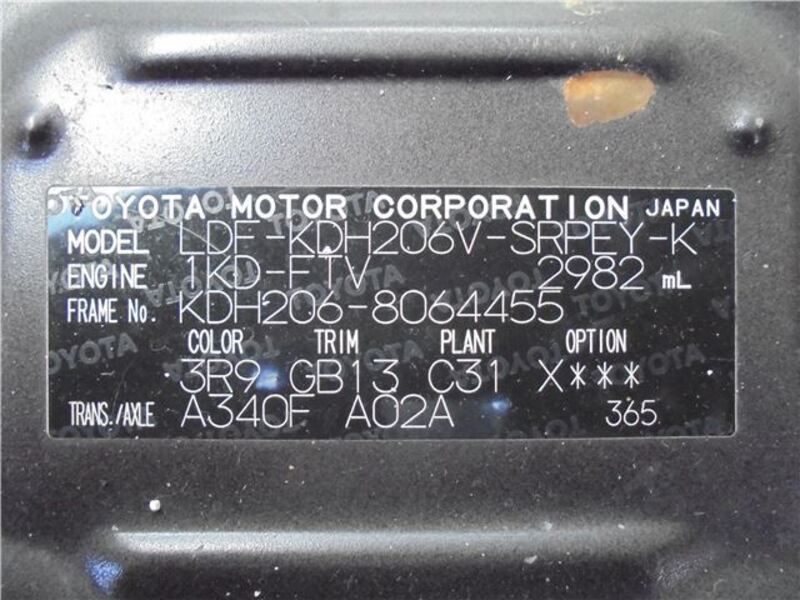 TOYOTA MOTOR CORPORATION JAPAN
MODEL LDF-KDH206V-SRPEY-K
ENGINE 1KD-FTV 2982 mL
FRAME No. KDH206-8064455
COLOR TRIM PLANT OPTION
3R9 GB13 C31 X***
TRANS./AXLE A340F A02A 365